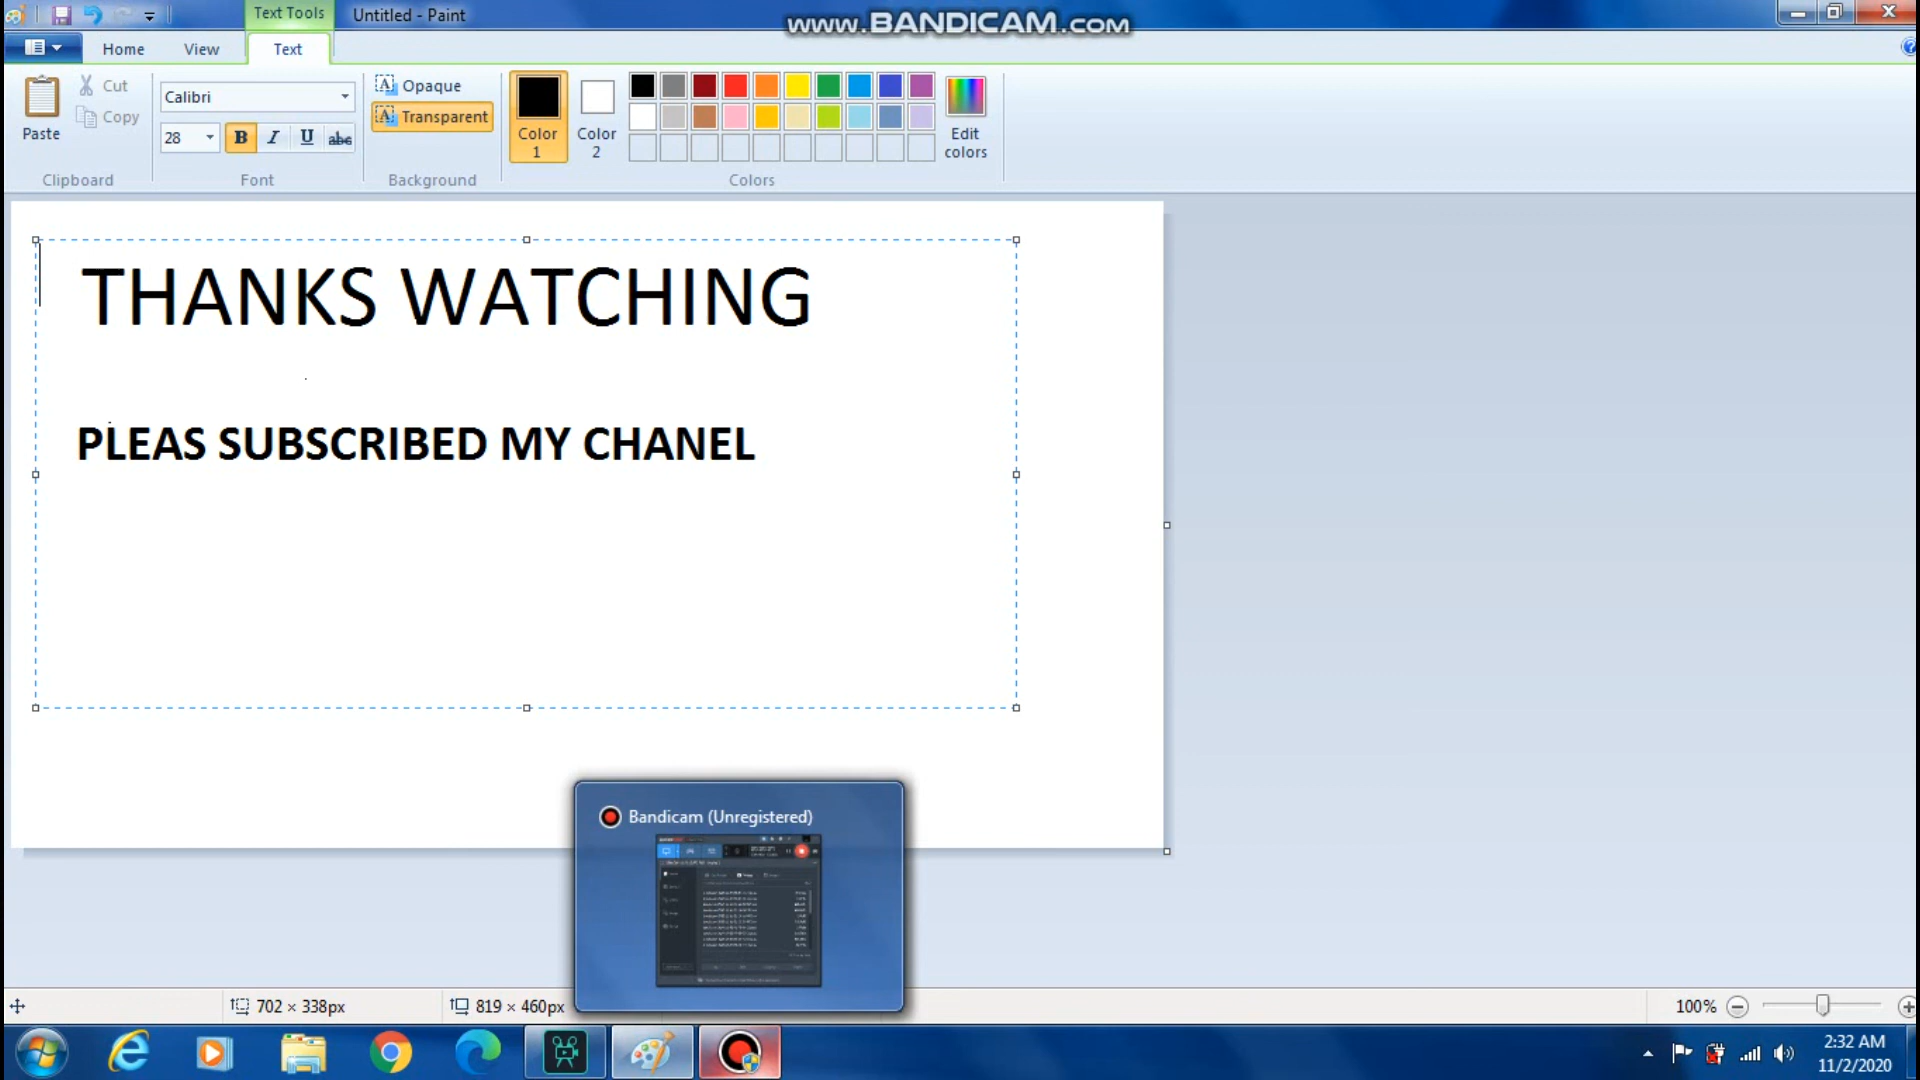 Text Tools
Untitled - Paint
www.BANDICAM.com
Home
View
Text
Paste
Cut
Copy
Clipboard
Calibri
28
B
I
U
abc
Font
Opaque
Transparent
Background
Color 1
Color 2
Edit colors
Colors
THANKS WATCHING
PLEAS SUBSCRIBED MY CHANEL
Bandicam (Unregistered)
702 × 338px
819 × 460px
100%
2:32 AM
11/2/2020